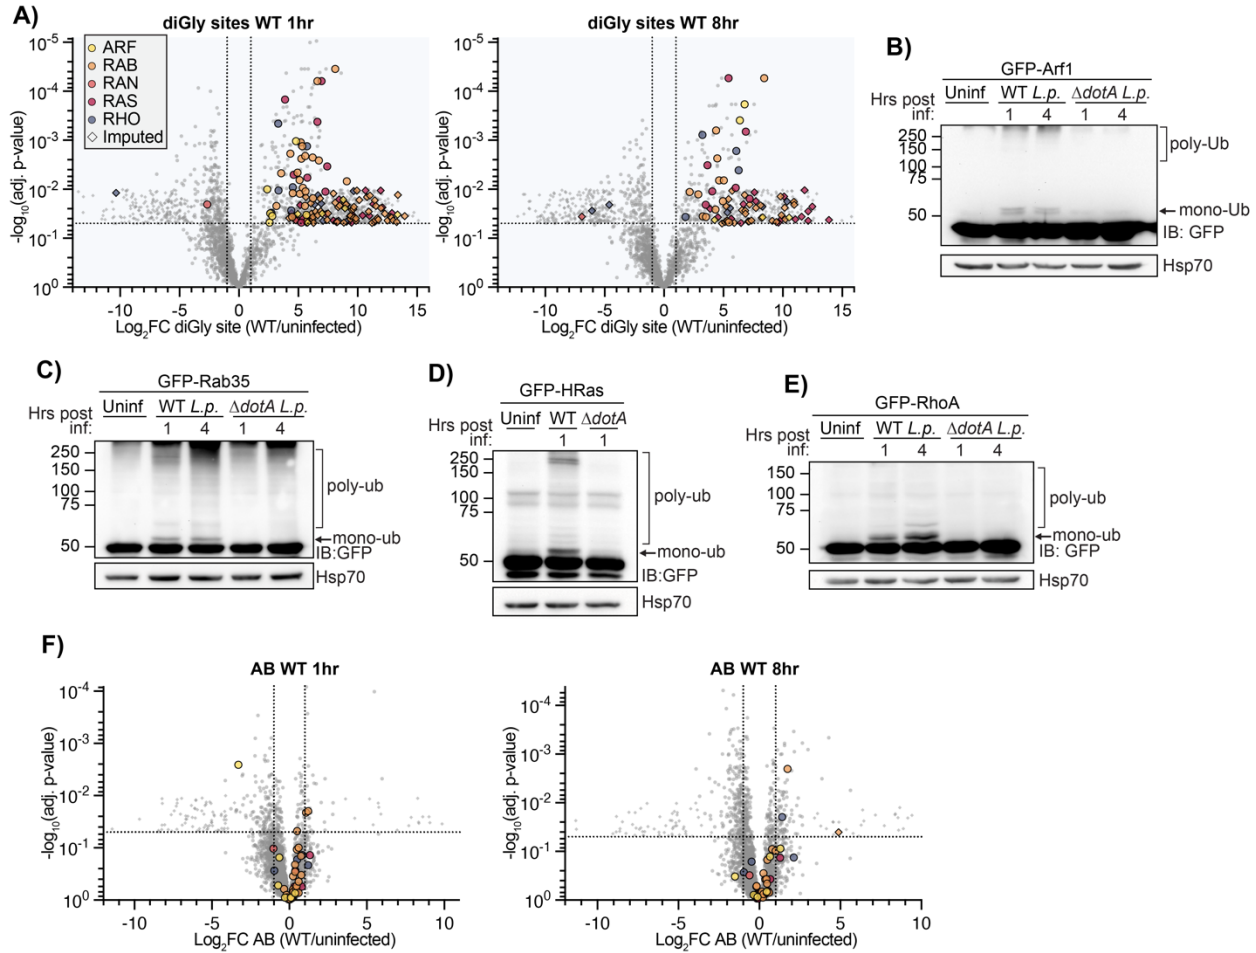 A)
diGly sites WT 1hr
diGly sites WT 8hr
ARF
RAB
RAN
RAS
RHO
Imputed
-log10(adj. p-value)
10-5
10-4
10-3
10-2
10-1
100
-10 -5 0 5 10 15
Log2FC diGly site (WT/uninfected)
-log10(adj. p-value)
10-5
10-4
10-3
10-2
10-1
100
-10 -5 0 5 10 15
Log2FC diGly site (WT/uninfected)
B)
GFP-Arf1
Uninf WT L.p. ΔdotA L.p.
Hrs post
inf: 1 4 1 4
250
150
100
75
50
poly-Ub
mono-Ub
IB: GFP
Hsp70
C)
GFP-Rab35
Uninf WT L.p. ΔdotA L.p.
Hrs post
inf: 1 4 1 4
250
150
100
75
50
poly-ub
mono-ub
IB:GFP
Hsp70
D)
GFP-HRas
Uninf WT ΔdotA
Hrs post
inf: 1 1
250
150
100
75
50
poly-ub
mono-ub
IB:GFP
Hsp70
E)
GFP-RhoA
Uninf WT L.p. ΔdotA L.p.
Hrs post
inf: 1 4 1 4
150
100
75
50
poly-ub
mono-ub
IB: GFP
Hsp70
F)
AB WT 1hr
AB WT 8hr
-log10(adj. p-value)
10-4
10-3
10-2
10-1
100
-10 -5 0 5 10
Log2FC AB (WT/uninfected)
-log10(adj. p-value)
10-4
10-3
10-2
10-1
100
-10 -5 0 5 10
Log2FC AB (WT/uninfected)